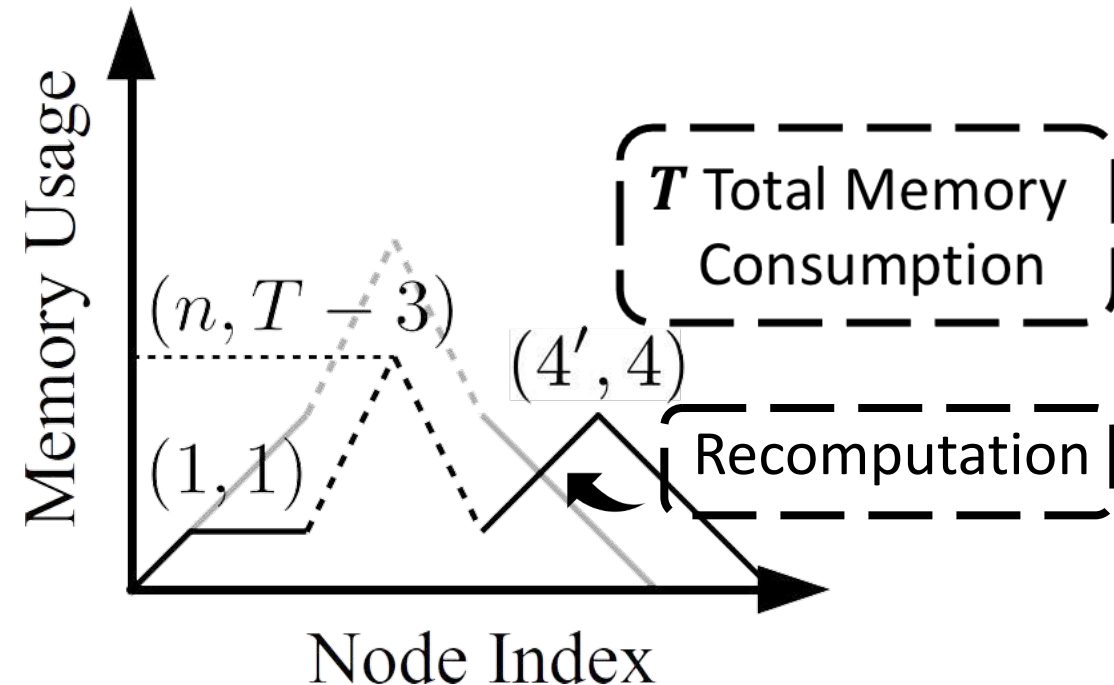 Memory Usage
T Total Memory
Consumption
(n, T − 3)
(4′, 4)
(1, 1)
Recomputation
Node Index